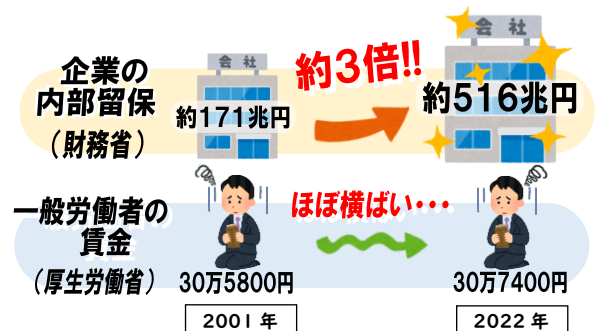 会社
企業の
内部留保
（財務省）
約171兆円
約３倍!!
会社
約516兆円
一般労働者の
賃金
（厚生労働省）
30万5800円
ほぼ横ばい・・・
30万7400円
2001年
2022年